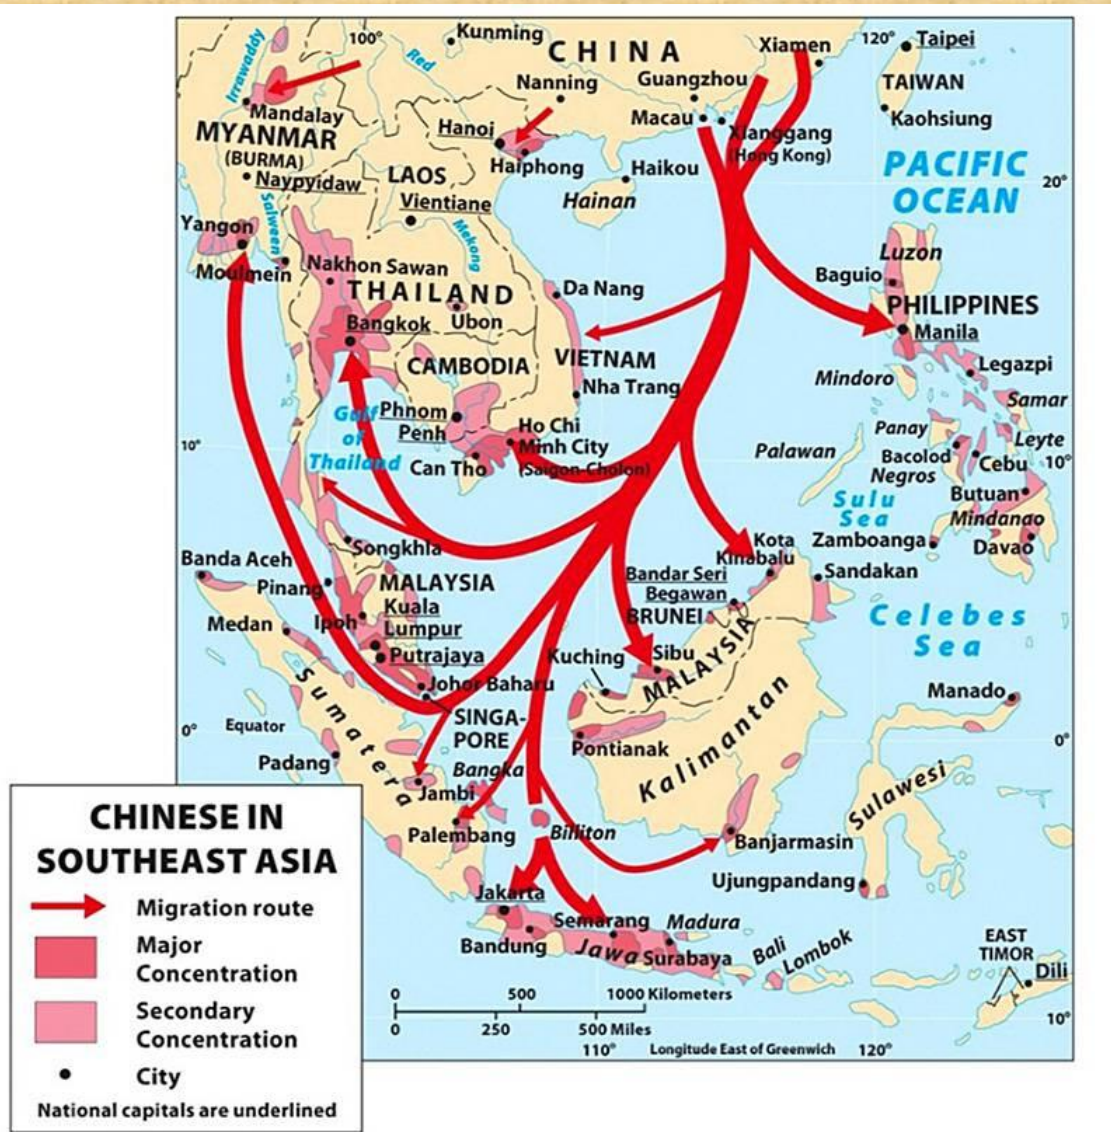 100°
Kunming
CHINA
Xiamen
120°
Taipei
Irrawaddy
Red
Nanning
Guangzhou
TAIWAN
Mandalay
Hanoi
Macau
Xianggang
(Hong Kong)
Kaohsiung
MYANMAR
(BURMA)
Haiphong
Naypyidaw
LAOS
Haikou
Hainan
PACIFIC
OCEAN
20°
Vientiane
Salween
Mekong
Yangon
Moulmein
Nakhon Sawan
THAILAND
Da Nang
Luzon
Baguio
PHILIPPINES
Manila
Bangkok
Ubon
CAMBODIA
VIETNAM
Legazpi
Mindoro
Nha Trang
Samar
Phnom
Penh
Gulf
of
Thailand
Ho Chi
Minh City
(Saigon-Cholon)
Can Tho
10°
Palawan
Panay
Leyte
Bacolod
Cebu
10°
Negros
Sulu
Sea
Butuan
Mindanao
Zamboanga
Davao
Songkhla
Kota
Kinabalu
Banda Aceh
Pinang
MALAYSIA
Bandar Seri
Begawan
Sandakan
Medan
Ipoh
Kuala
Lumpur
BRUNEI
Celebes
Sea
Putrajaya
Kuching
Sibu
MALAYSIA
Johor Baharu
Sumatera
SINGA-
PORE
Manado
Equator
0°
Pontianak
Kalimantan
0°
Padang
Bangka
Jambi
Sulawesi
Palembang
Billiton
Banjarmasin
Ujungpandang
Jakarta
Semarang
Madura
Bandung
Jawa
Surabaya
Bali
Lombok
EAST
TIMOR
Dili
0 500 1000 Kilometers
0 250 500 Miles
10°
110°
Longitude East of Greenwich
120°
CHINESE IN
SOUTHEAST ASIA
Migration route
Major
Concentration
Secondary
Concentration
City
National capitals are underlined